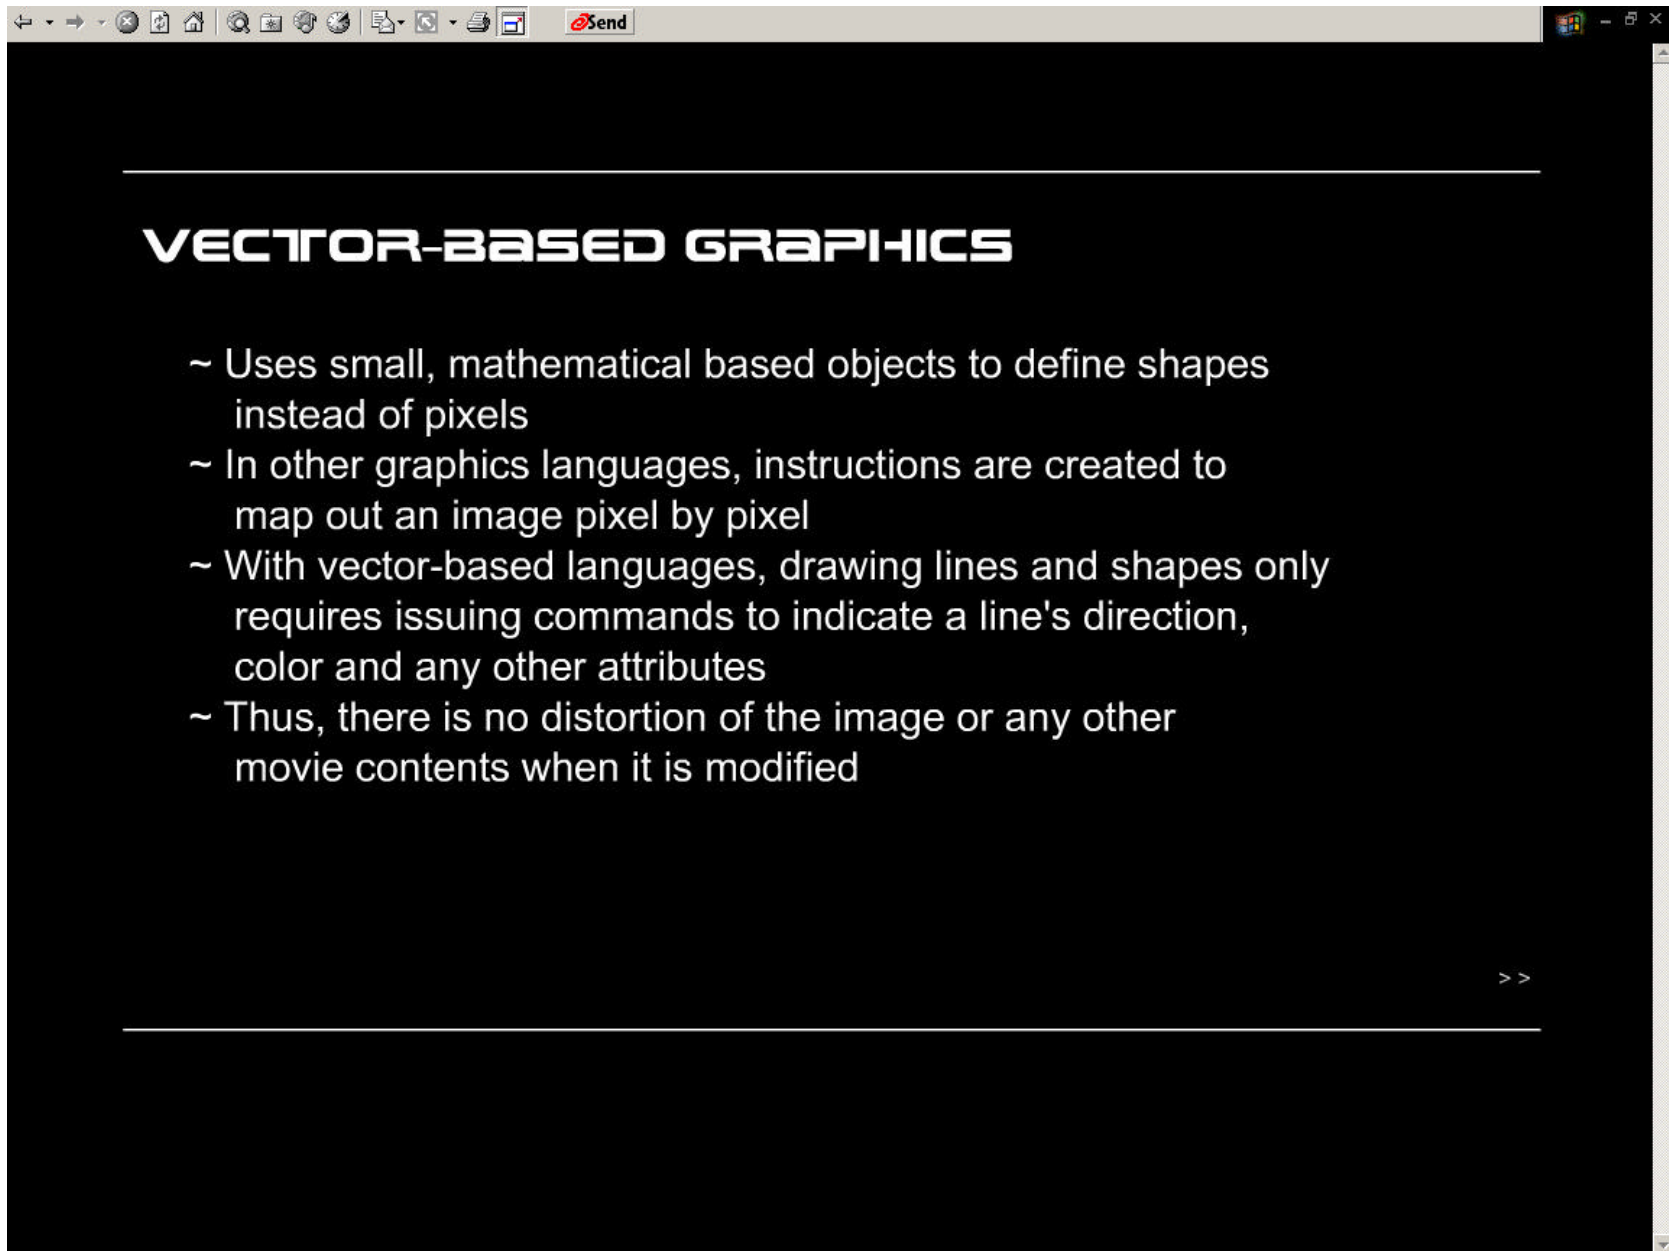 Send
VECTOR-BASED GRAPHICS
~ Uses small, mathematical based objects to define shapes
instead of pixels
~ In other graphics languages, instructions are created to
map out an image pixel by pixel
~ With vector-based languages, drawing lines and shapes only
requires issuing commands to indicate a line's direction,
color and any other attributes
~ Thus, there is no distortion of the image or any other
movie contents when it is modified
> >